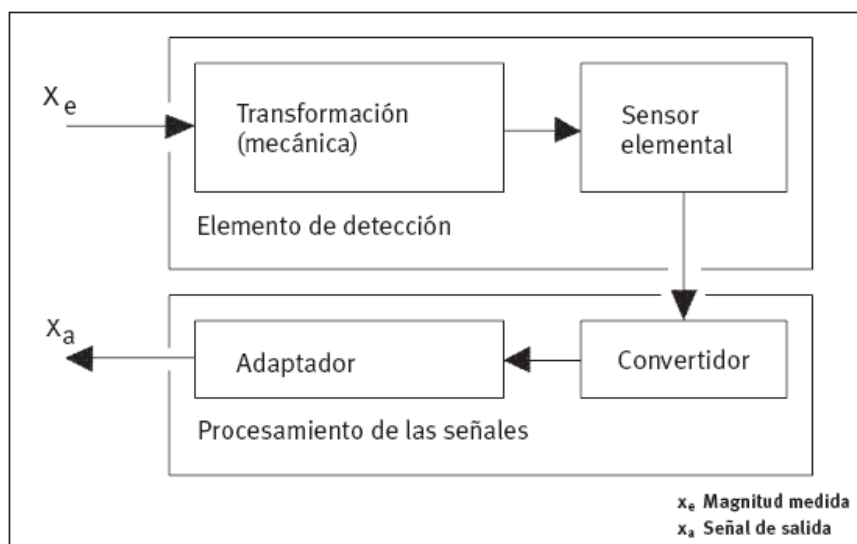 Xe
Transformación
(mecánica)
Sensor
elemental
Elemento de detección
Xa
Adaptador
Convertidor
Procesamiento de las señales
xe Magnitud medida
xa Señal de salida